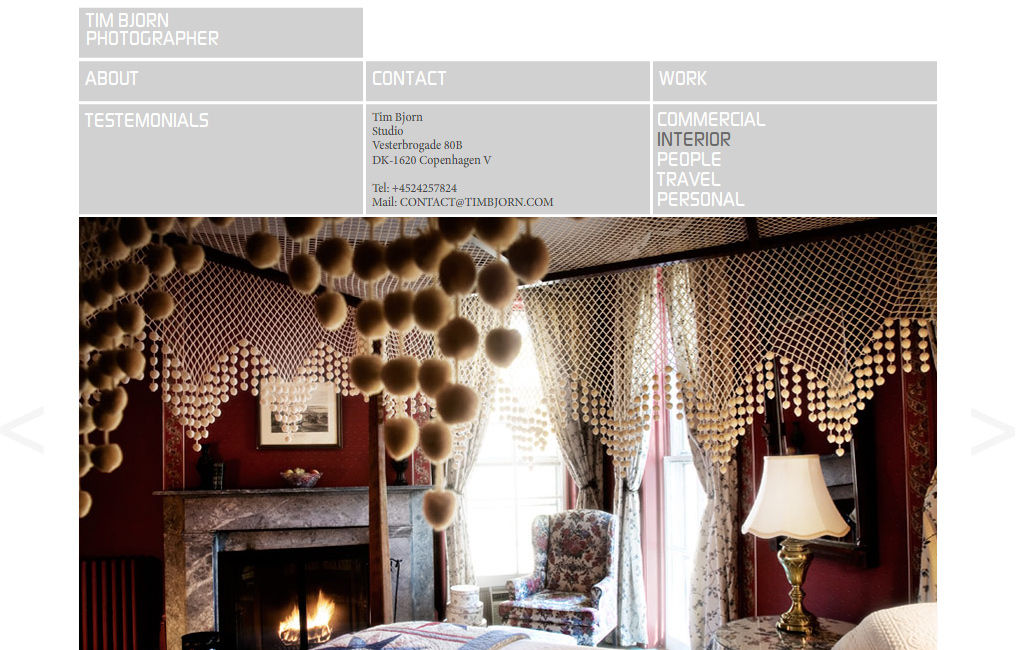 TIM BJORN
PHOTOGRAPHER
ABOUT
CONTACT
WORK
TESTEMONIALS
Tim Bjorn
Studio
Vesterbrogade 80B
DK-1620 Copenhagen V
Tel: +4524257824
Mail: CONTACT@TIMBJORN.COM
COMMERCIAL
INTERIOR
PEOPLE
TRAVEL
PERSONAL
<
>